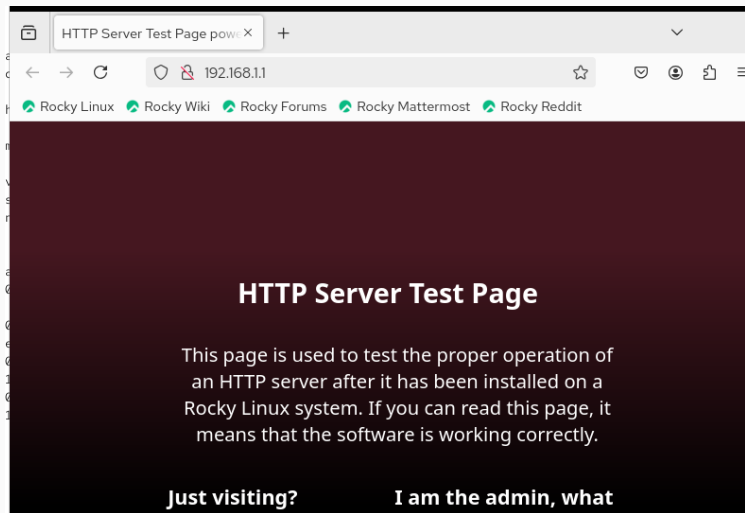 HTTP Server Test Page pow
192.168.1.1
Rocky Linux Rocky Wiki Rocky Forums Rocky Mattermost Rocky Reddit
HTTP Server Test Page
This page is used to test the proper operation of
an HTTP server after it has been installed on a
Rocky Linux system. If you can read this page, it
means that the software is working correctly.
Just visiting? I am the admin, what